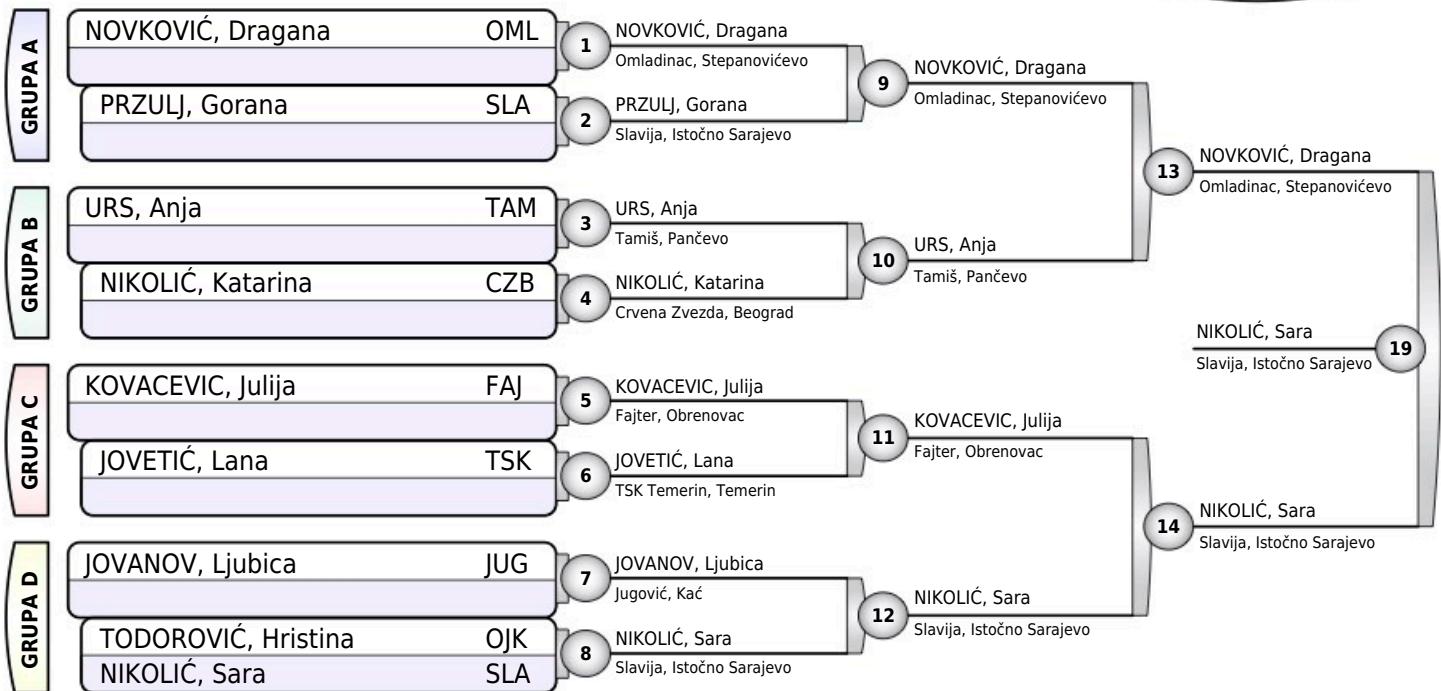 GRUPA A
NOVKOVIĆ, Dragana OML
PRZULJ, Gorana SLA
1
NOVKOVIĆ, Dragana
Omladinac, Stepanovićevo
2
PRZULJ, Gorana
Slavija, Istočno Sarajevo
9
NOVKOVIĆ, Dragana
Omladinac, Stepanovićevo
GRUPA B
URS, Anja TAM
NIKOLIĆ, Katarina CZB
3
URS, Anja
Tamiš, Pančevo
4
NIKOLIĆ, Katarina
Crvena Zvezda, Beograd
10
URS, Anja
Tamiš, Pančevo
13
NOVKOVIĆ, Dragana
Omladinac, Stepanovićevo
GRUPA C
KOVACEVIC, Julija FAJ
JOVETIĆ, Lana TSK
5
KOVACEVIC, Julija
Fajter, Obrenovac
6
JOVETIĆ, Lana
TSK Temerin, Temerin
11
KOVACEVIC, Julija
Fajter, Obrenovac
GRUPA D
JOVANOV, Ljubica JUG
TODOROVIĆ, Hristina OJK
NIKOLIĆ, Sara SLA
7
JOVANOV, Ljubica
Jugović, Kać
8
NIKOLIĆ, Sara
Slavija, Istočno Sarajevo
12
NIKOLIĆ, Sara
Slavija, Istočno Sarajevo
14
NIKOLIĆ, Sara
Slavija, Istočno Sarajevo
NIKOLIĆ, Sara
Slavija, Istočno Sarajevo
19